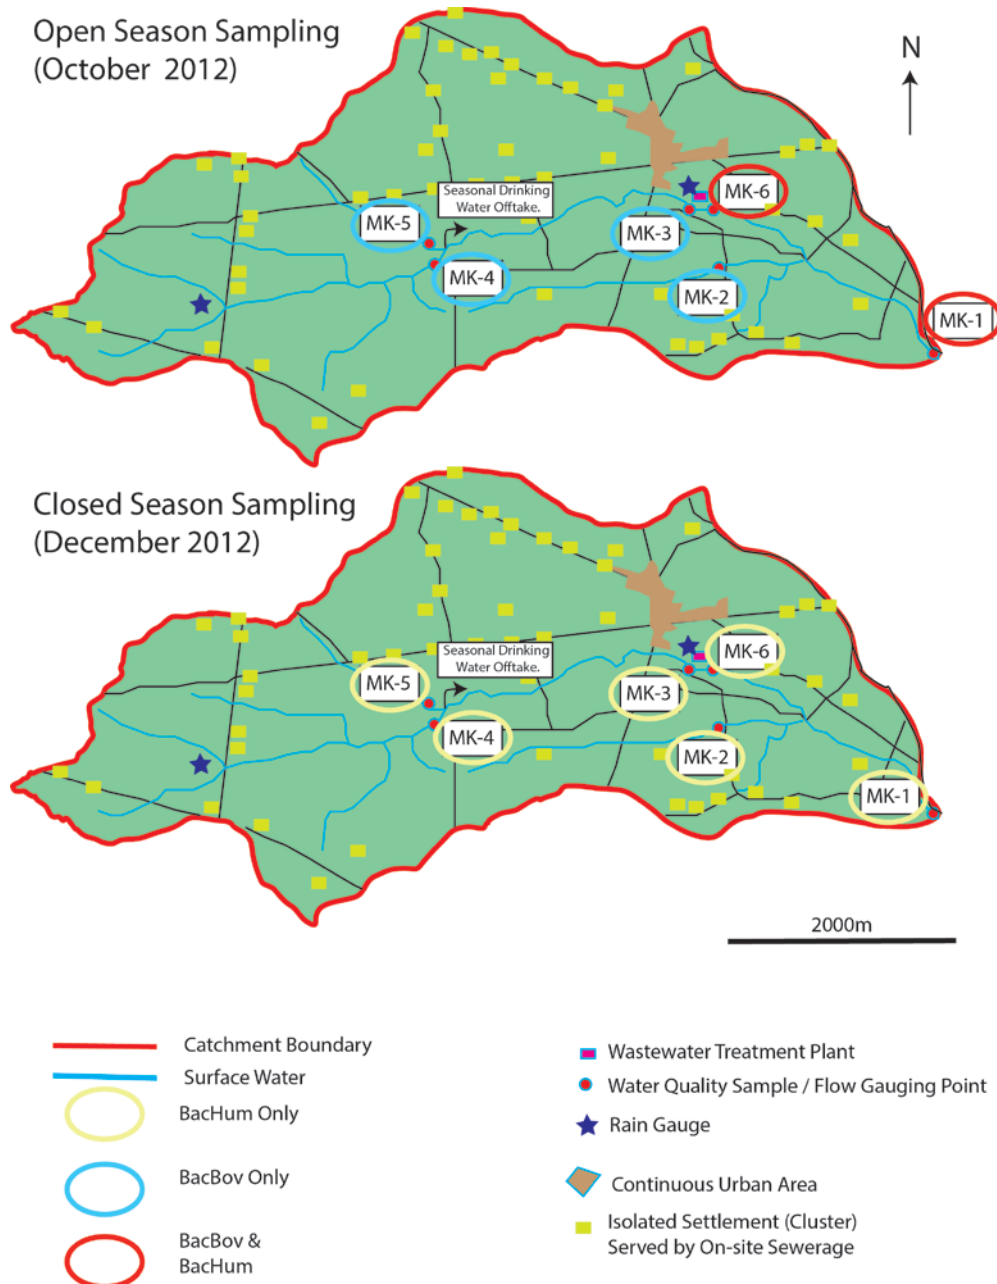 Open Season Sampling
(October 2012)
N
MK-6
MK-5
Seasonal Drinking
Water Offtake.
MK-3
MK-4
MK-2
MK-1
Closed Season Sampling
(December 2012)
Seasonal Drinking
Water Offtake.
MK-6
MK-5
MK-3
MK-4
MK-2
MK-1
2000m
Catchment Boundary
Surface Water
BacHum Only
BacBov Only
BacBov &
BacHum
Wastewater Treatment Plant
Water Quality Sample / Flow Gauging Point
Rain Gauge
Continuous Urban Area
Isolated Settlement (Cluster)
Served by On-site Sewerage